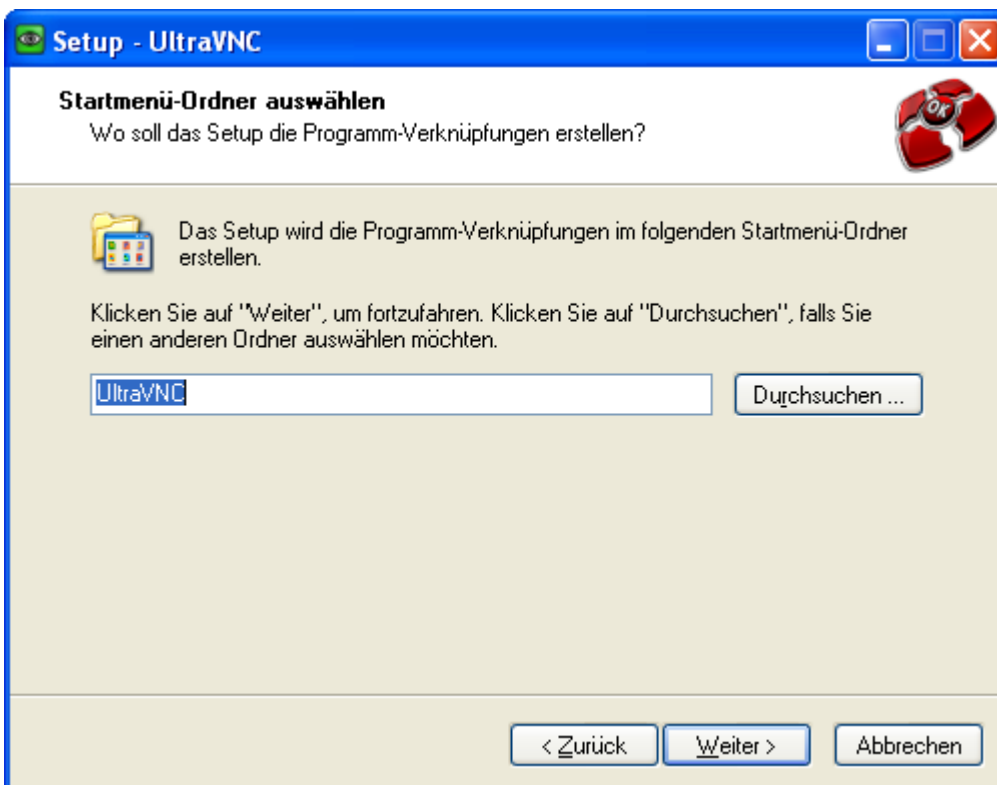 Setup - UltraVNC
Startmenü-Ordner auswählen
Wo soll das Setup die Programm-Verknüpfungen erstellen?
OK
Das Setup wird die Programm-Verknüpfungen im folgenden Startmenü-Ordner
erstellen.
Klicken Sie auf "Weiter", um fortzufahren. Klicken Sie auf "Durchsuchen", falls Sie
einen anderen Ordner auswählen möchten.
UltraVNC
Durchsuchen ...
< Zurück
Weiter >
Abbrechen